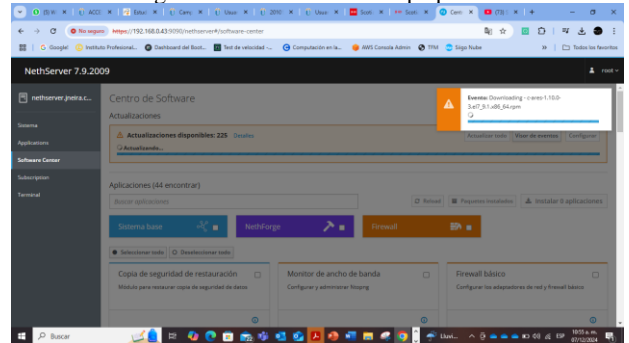 No seguro
https://192.168.0.43:9090/nethserver#/software-center
Google
Instituto Profesional...
Dashboard del Boot...
Test de velocidad -...
Computación en la...
AWS Consola Admin
TPM
Sigo Nube
Todos los favoritos
NethServer 7.9.2009
root
nethserver.jneira.c...
Centro de Software
Actualizaciones
Evento: Downloading - c-ares-1.10.0-
3.el7_9.1.x86_64.rpm
Sistema
Applications
Software Center
Subscription
Terminal
Actualizaciones disponibles: 225 Detalles
Actualizar todo
Visor de eventos
Configurar
Actualizando...
Aplicaciones (44 encontrar)
Buscar aplicaciones
Reload
Paquetes instalados
Instalar 0 aplicaciones
Sistema base
NethForge
Firewall
Seleccionar todo
Deseleccionar todo
Copia de seguridad de restauración
Módulo para restaurar copia de seguridad de datos
Monitor de ancho de banda
Configurar y administrar Ntopng
Firewall básico
Configurar los adaptadores de red y firewall básico
Buscar
Lluvi...
ESP
10:55 a. m.
07/12/2024